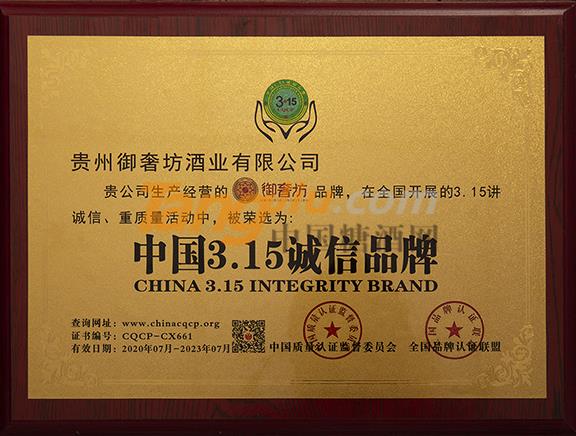 3·15
CQCP
贵州御奢坊酒业有限公司
贵公司生产经营的 御奢坊 品牌，在全国开展的3.15讲
诚信、重质量活动中，被荣选为：
中国糖酒网
中国3.15诚信品牌
CHINA 3.15 INTEGRITY BRAND
查询网址：www.chinacqcp.org
证书编号：CQCP-CX661
有效日期：2020年07月-2023年07月
中国质量认证监督委员会 全国品牌认证联盟